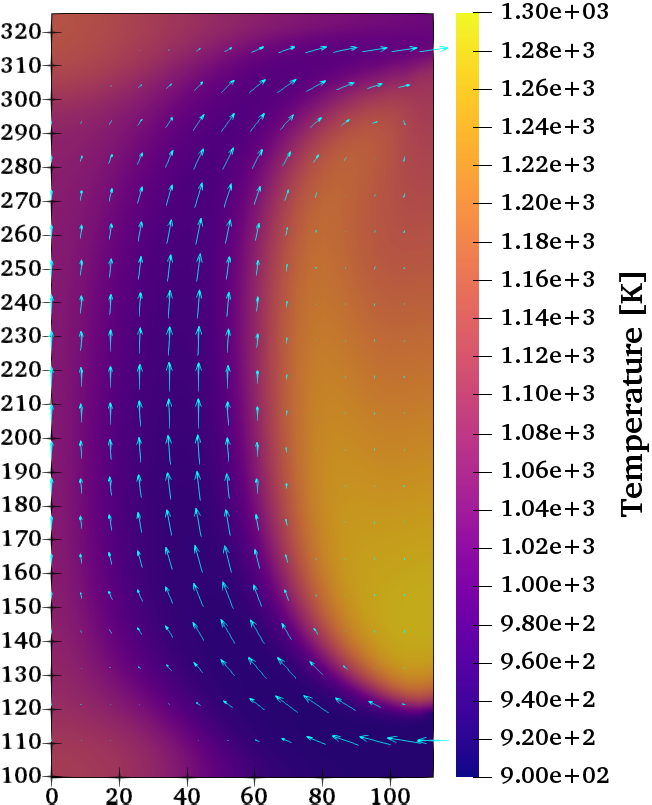 320
310
300
290
280
270
260
250
240
230
220
210
200
190
180
170
160
150
140
130
120
110
100
0 20 40 60 80 100
1.30e+03
1.28e+3
1.26e+3
1.24e+3
1.22e+3
1.20e+3
1.18e+3
1.16e+3
1.14e+3
1.12e+3
1.10e+3
1.08e+3
1.06e+3
1.04e+3
1.02e+3
1.00e+3
9.80e+2
9.60e+2
9.40e+2
9.20e+2
9.00e+02
Temperature [K]